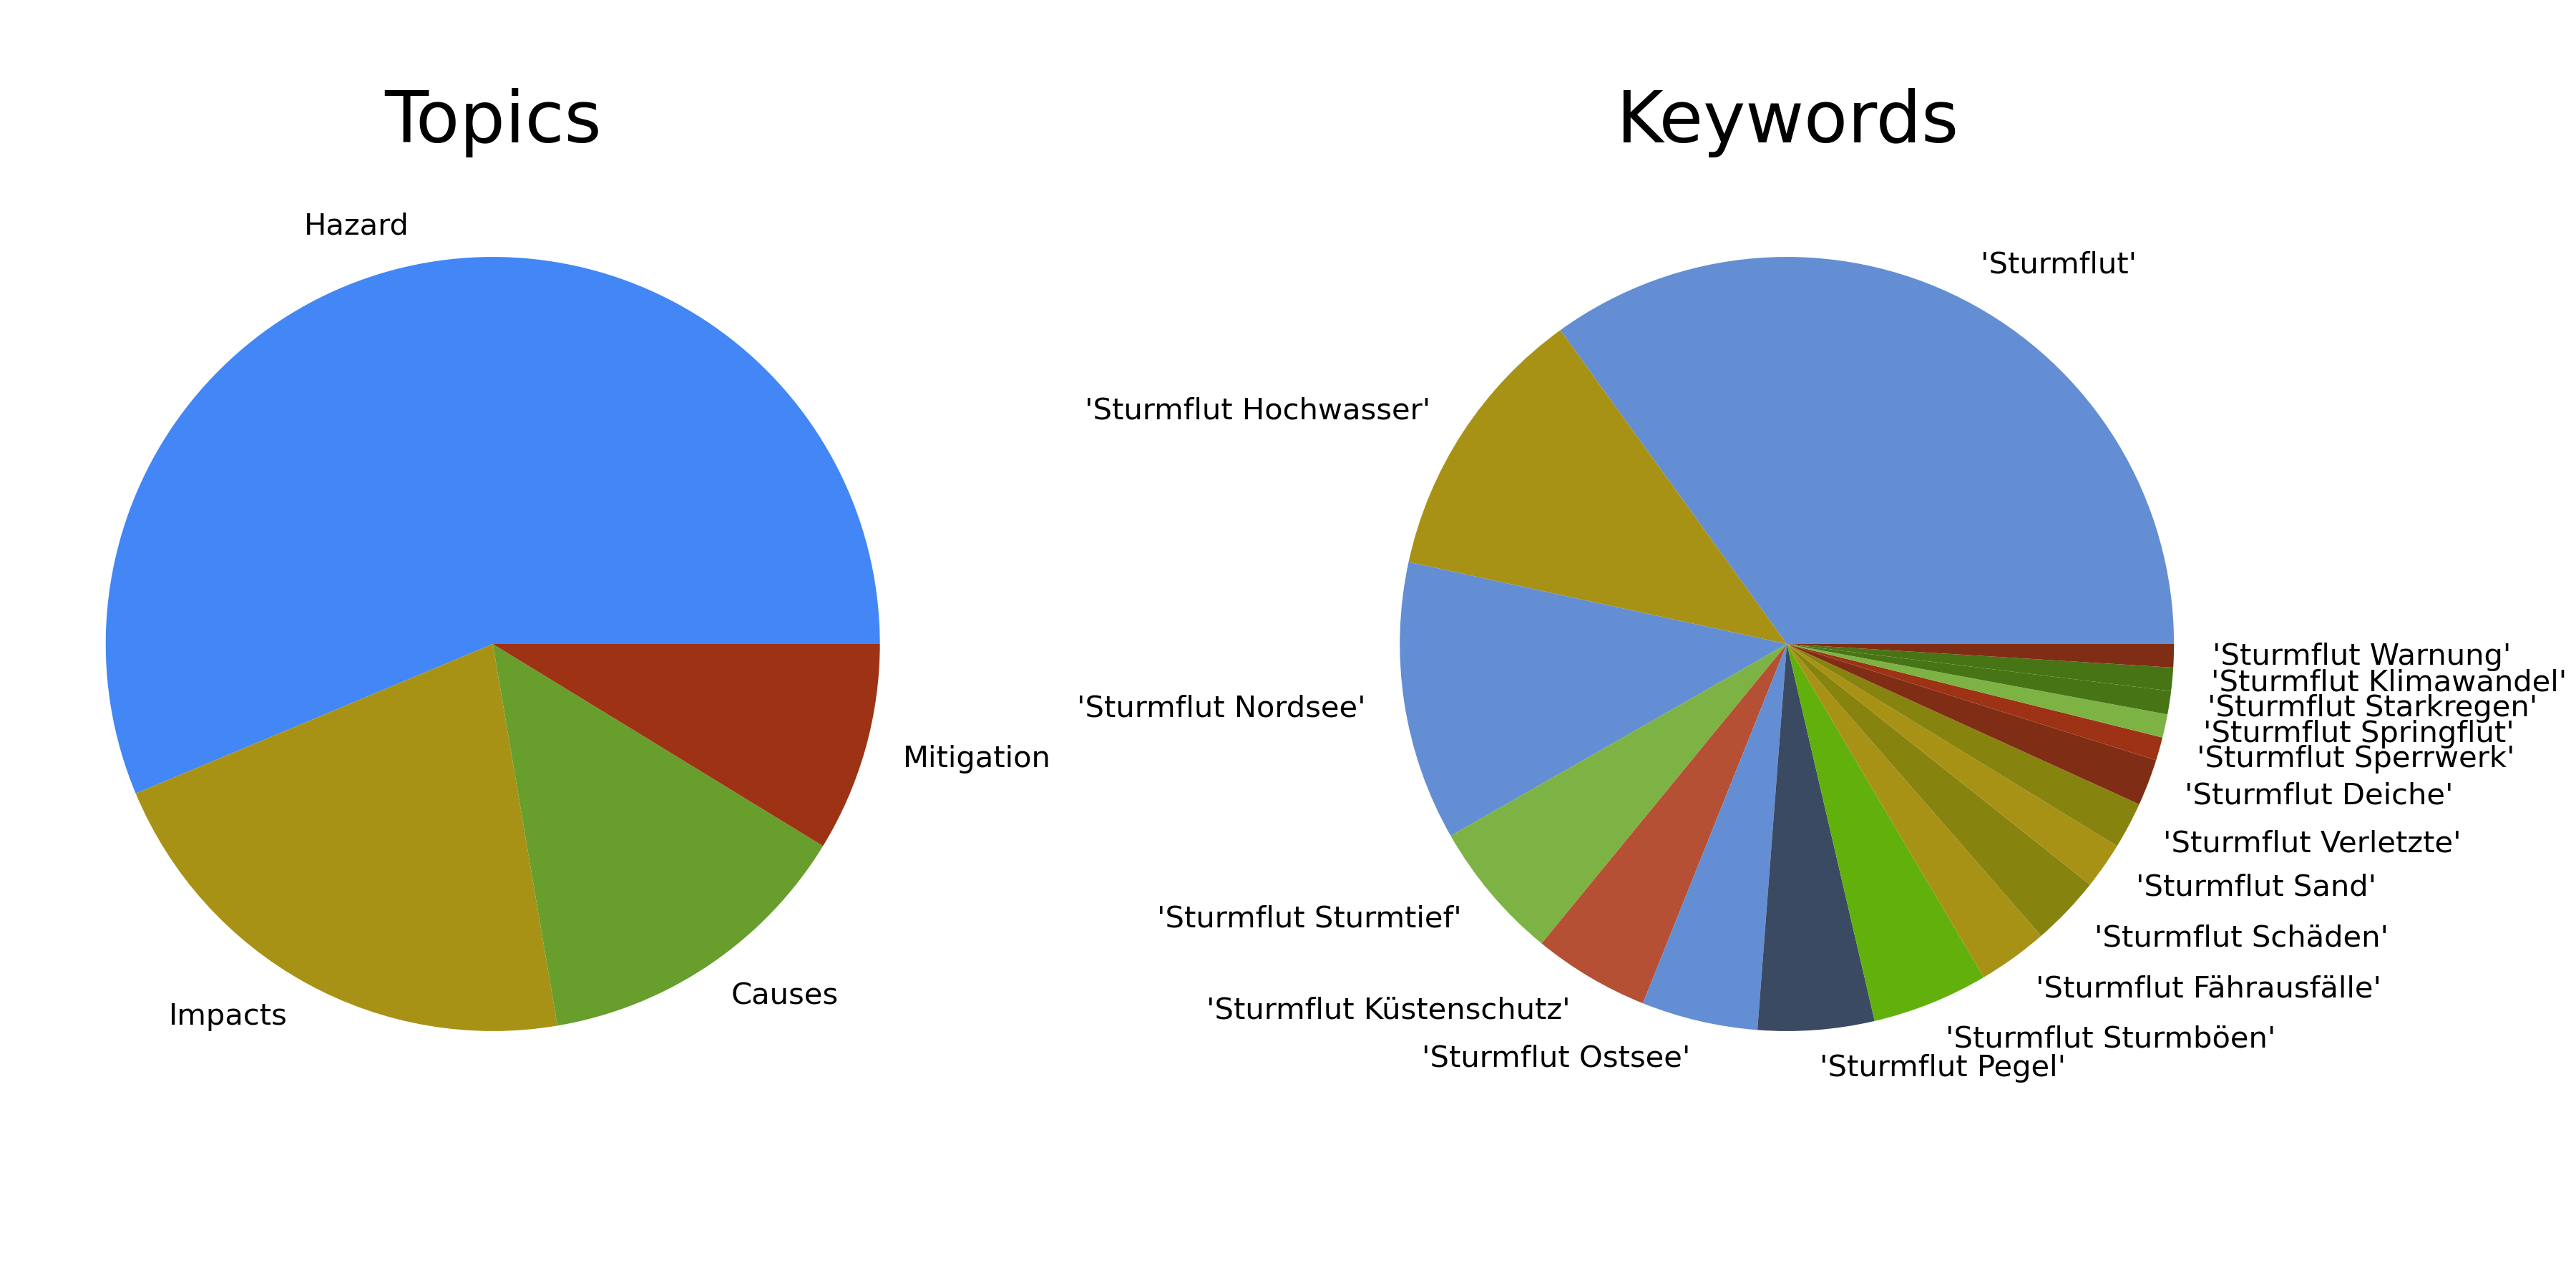 Topics
Hazard
Impacts
Causes
Mitigation
Keywords
'Sturmflut'
'Sturmflut Hochwasser'
'Sturmflut Nordsee'
'Sturmflut Sturmtief'
'Sturmflut Küstenschutz'
'Sturmflut Ostsee'
'Sturmflut Pegel'
'Sturmflut Sturmböen'
'Sturmflut Fährausfälle'
'Sturmflut Schäden'
'Sturmflut Sand'
'Sturmflut Verletzte'
'Sturmflut Deiche'
'Sturmflut Sperrwerk'
'Sturmflut Springflut'
'Sturmflut Starkregen'
'Sturmflut Klimawandel'
'Sturmflut Warnung'